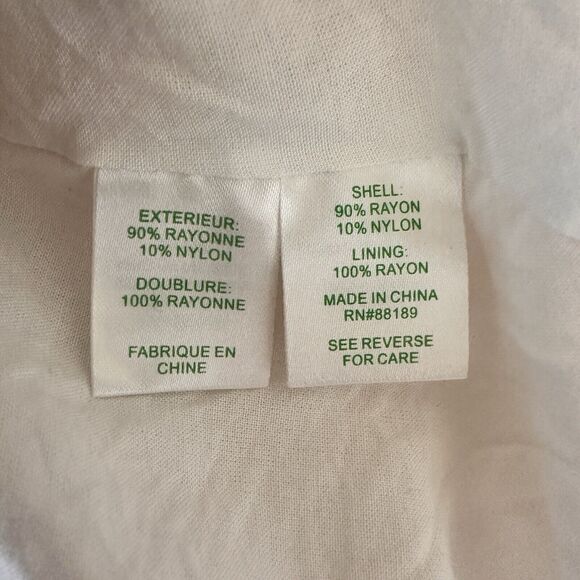 EXTERIEUR:
90% RAYONNE
10% NYLON
DOUBLURE:
100% RAYONNE
FABRIQUE EN
CHINE
SHELL:
90% RAYON
10% NYLON
LINING:
100% RAYON
MADE IN CHINA
RN#88189
SEE REVERSE
FOR CARE